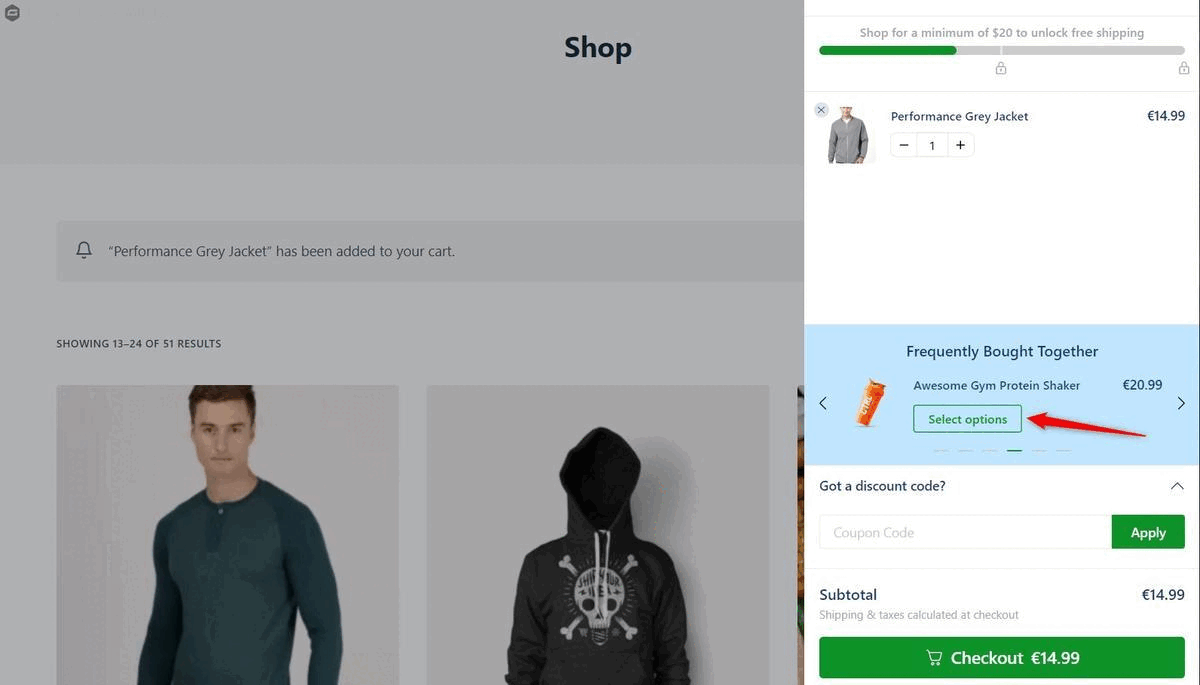 Shop
Shop for a minimum of $20 to unlock free shipping
Performance Grey Jacket
€14.99
− 1 +
"Performance Grey Jacket" has been added to your cart.
SHOWING 13–24 OF 51 RESULTS
SHIP YOUR
Frequently Bought Together
Awesome Gym Protein Shaker
€20.99
Select options
Got a discount code?
Coupon Code
Apply
Subtotal
€14.99
Shipping & taxes calculated at checkout
Checkout €14.99